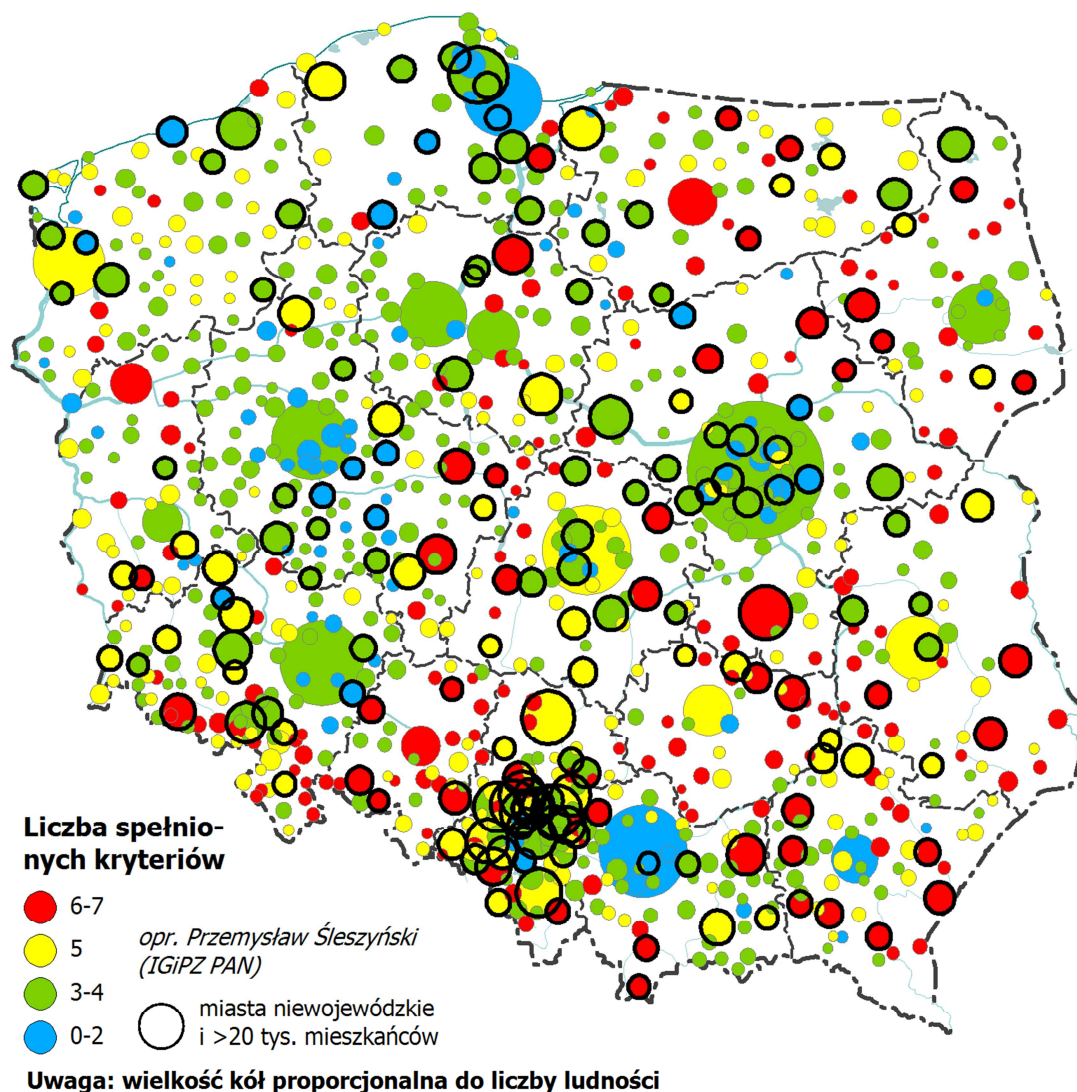 Liczba spełnio-
nych kryteriów
6-7
5
3-4
0-2
opr. Przemysław Śleszyński
(IGiPZ PAN)
miasta niewojewódzkie
i >20 tys. mieszkańców
Uwaga: wielkość kół proporcjonalna do liczby ludności